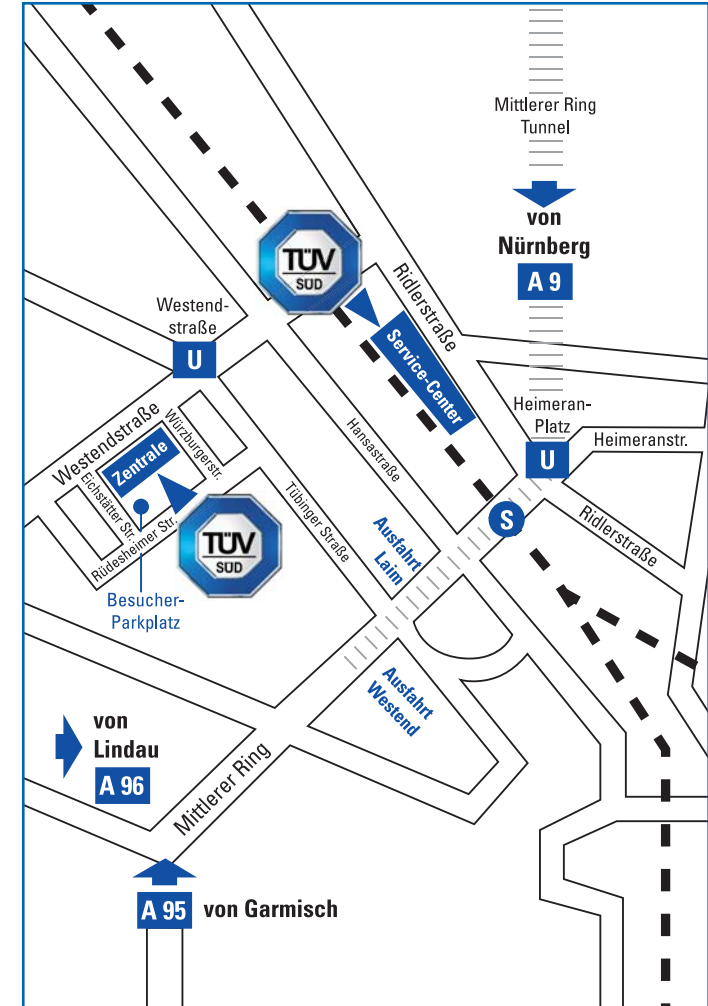 Mittlerer Ring
Tunnel
von
Nürnberg
A 9
TÜV
SÜD
Ridlerstraße
Service-Center
Westend-
straße
U
Heimeran-
Platz
U
Heimeranstr.
Westendstraße
Würzburgerstr.
Zentrale
Eichstätter Str.
Rüdesheimer Str.
Hansastraße
Tübinger Straße
TÜV
SÜD
Besucher-
Parkplatz
Ausfahrt
Laim
S
Ridlerstraße
Ausfahrt
Westend
von
Lindau
A 96
Mittlerer Ring
A 95
von Garmisch